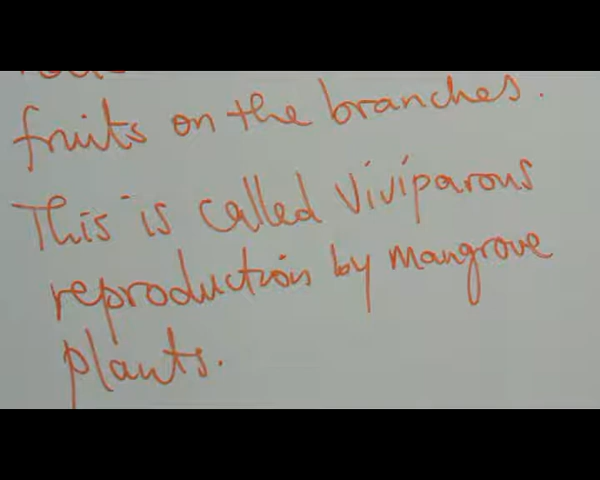 fruits on the branches.
This is called Viviparous
reproduction by Mangrove
plants.